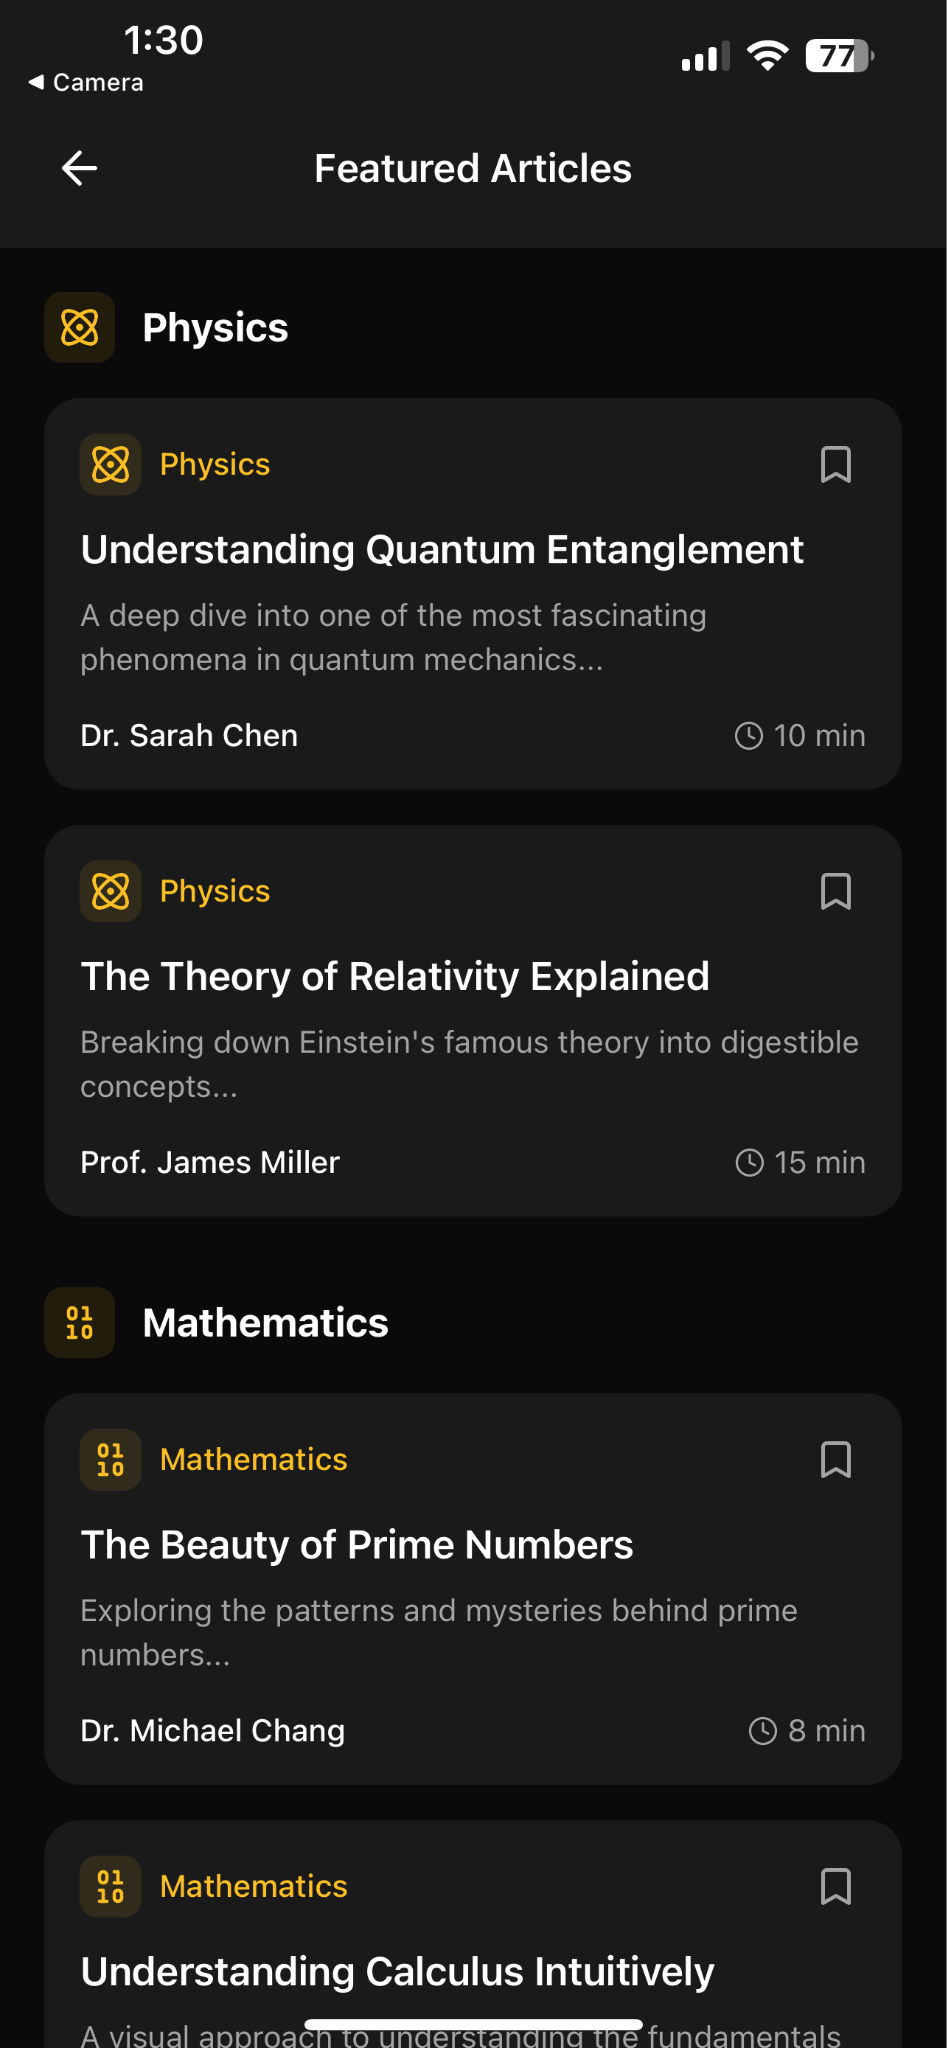 1:30
77
◀ Camera
Featured Articles
Physics
Physics
Understanding Quantum Entanglement
A deep dive into one of the most fascinating
phenomena in quantum mechanics...
Dr. Sarah Chen
10 min
Physics
The Theory of Relativity Explained
Breaking down Einstein's famous theory into digestible
concepts...
Prof. James Miller
15 min
01
10
Mathematics
01
10
Mathematics
The Beauty of Prime Numbers
Exploring the patterns and mysteries behind prime
numbers...
Dr. Michael Chang
8 min
01
10
Mathematics
Understanding Calculus Intuitively
A visual approach to understanding the fundamentals